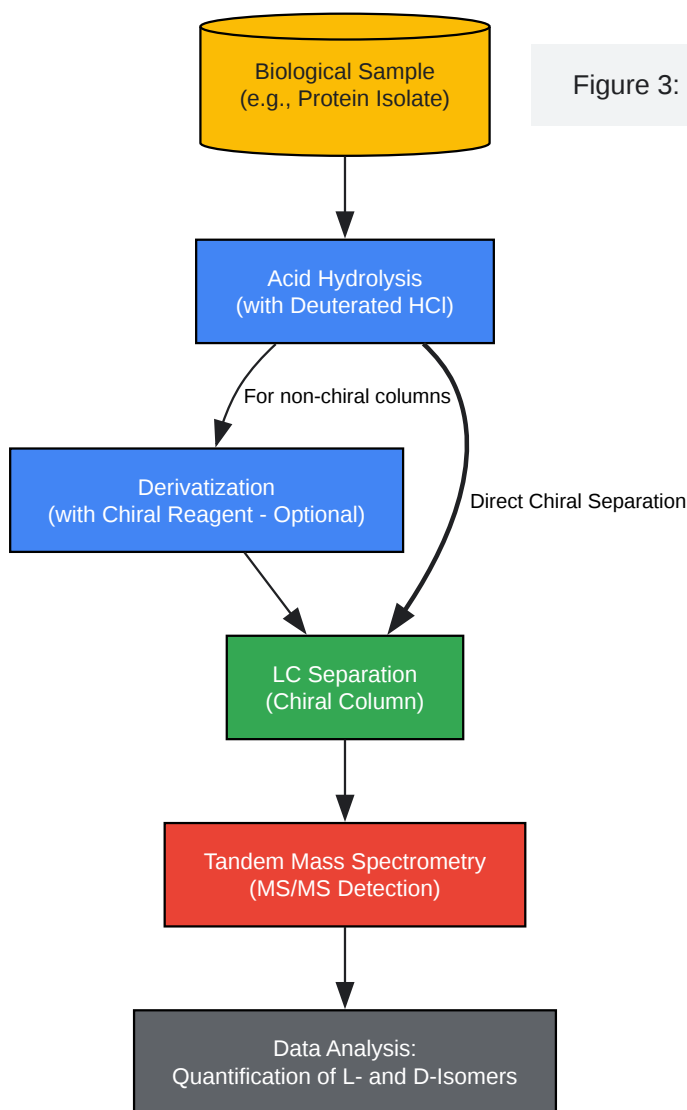 Biological Sample
(e.g., Protein Isolate)
Figure 3:
Acid Hydrolysis
(with Deuterated HCl)
For non-chiral columns
Derivatization
(with Chiral Reagent - Optional)
Direct Chiral Separation
LC Separation
(Chiral Column)
Tandem Mass Spectrometry
(MS/MS Detection)
Data Analysis:
Quantification of L- and D-Isomers